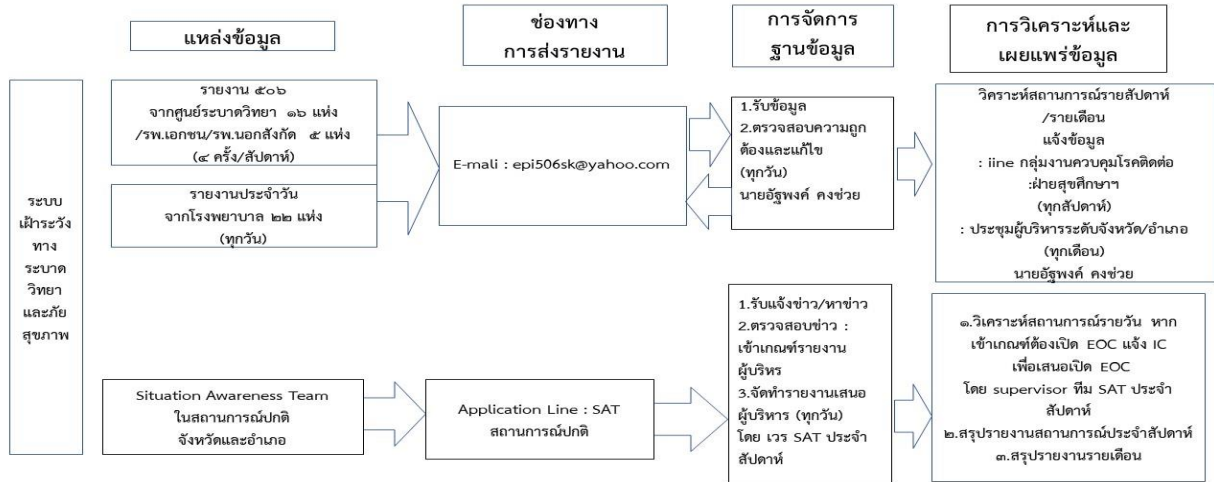 แหล่งข้อมูล
ช่องทาง
การส่งรายงาน
การจัดการ
ฐานข้อมูล
การวิเคราะห์และ
เผยแพร่ข้อมูล
ระบบ
เฝ้าระวัง
ทาง
ระบาด
วิทยา
และภัย
สุขภาพ
รายงาน ๕๐๖
จากศูนย์ระบาดวิทยา ๑๖ แห่ง
/รพ.เอกชน/รพ.นอกสังกัด ๕ แห่ง
(๔ ครั้ง/สัปดาห์)
รายงานประจำวัน
จากโรงพยาบาล ๒๒ แห่ง
(ทุกวัน)
E-mali : epi506sk@yahoo.com
1.รับข้อมูล
2.ตรวจสอบความถูก
ต้องและแก้ไข
(ทุกวัน)
นายอัฐพงค์ คงช่วย
วิคราะห์สถานการณ์รายสัปดาห์
/รายเดือน
แจ้งข้อมูล
: iine กลุ่มงานควบคุมโรคติดต่อ
:ฝ่ายสุขศึกษาฯ
(ทุกสัปดาห์)
: ประชุมผู้บริหารระดับจังหวัด/อำเภอ
(ทุกเดือน)
นายอัฐพงค์ คงช่วย
Situation Awareness Team
ในสถานการณ์ปกติ
จังหวัดและอำเภอ
Application Line : SAT
สถานการณ์ปกติ
1.รับแจ้งข่าว/หาข่าว
2.ตรวจสอบข่าว :
เข้าเกณฑ์รายงาน
ผู้บริหร
3.จัดทำรายงานเสนอ
ผู้บริหาร (ทุกวัน)
โดย เวร SAT ประจำ
สัปดาห์
๑.วิเคราะห์สถานการณ์รายวัน หาก
เข้าเกณฑ์ต้องเปิด EOC แจ้ง IC
เพื่อเสนอเปิด EOC
โดย supervisor ทีม SAT ประจำ
สัปดาห์
๒.สรุปรายงานสถานการณ์ประจำสัปดาห์
๓.สรุปรายงานรายเดือน